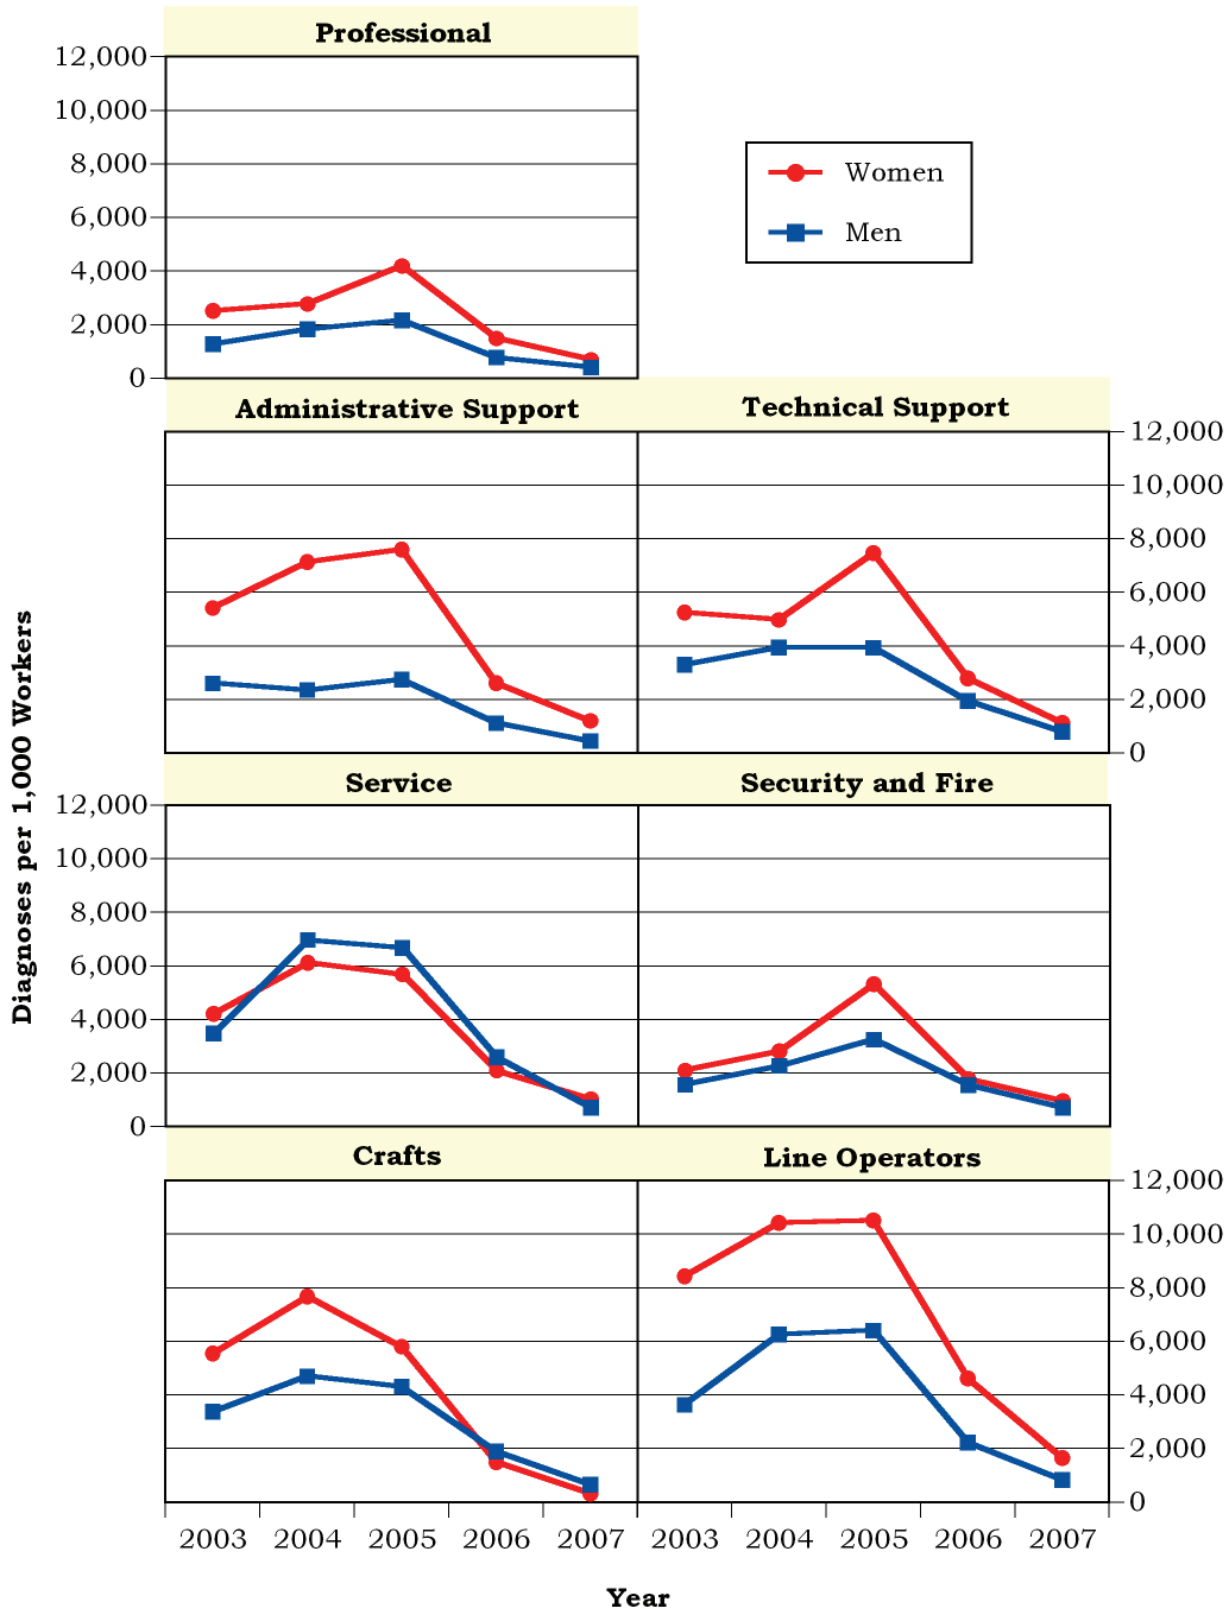 Professional
12,000
10,000
8,000
6,000
4,000
2,000
0
Women
Men
Administrative Support
Technical Support
12,000
10,000
8,000
6,000
4,000
2,000
0
Diagnoses per 1,000 Workers
Service
Security and Fire
12,000
10,000
8,000
6,000
4,000
2,000
0
Crafts
Line Operators
12,000
10,000
8,000
6,000
4,000
2,000
0
2003 2004 2005 2006 2007 2003 2004 2005 2006 2007
Year